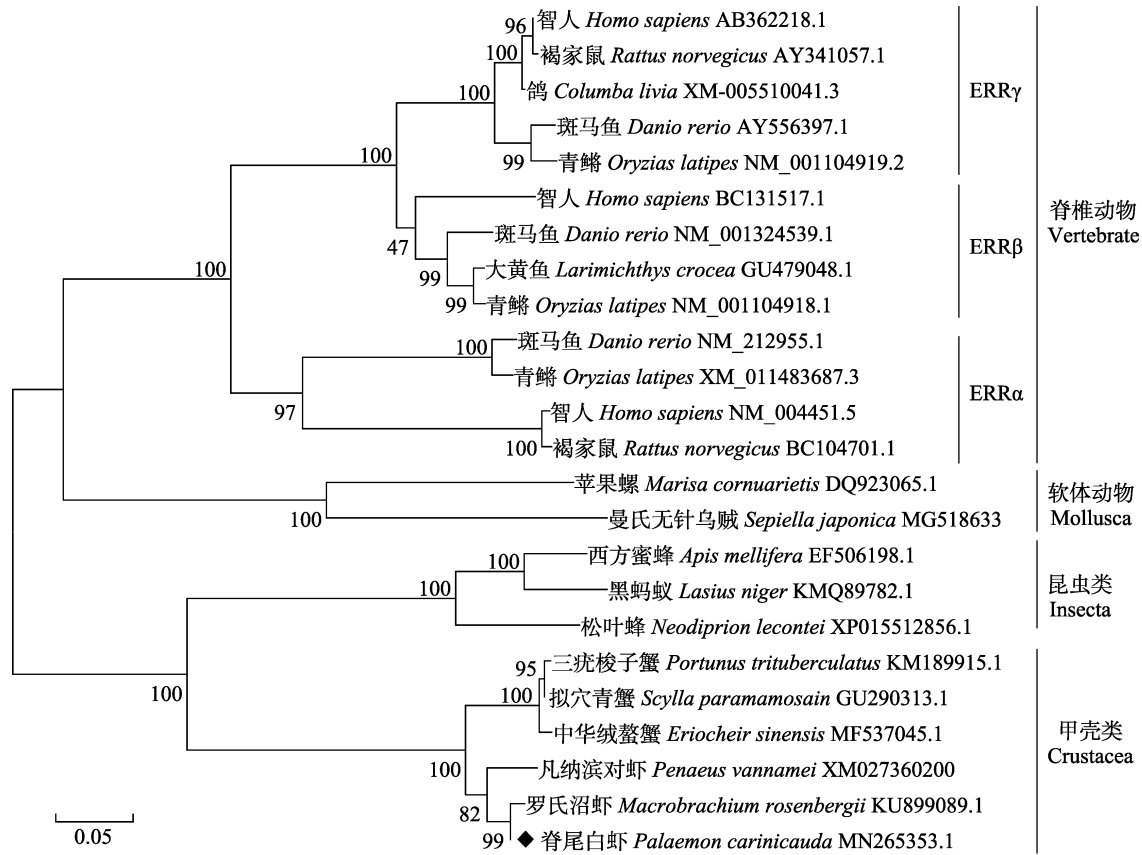 智人 Homo sapiens AB362218.1
96
褐家鼠 Rattus norvegicus AY341057.1
100
鸽 Columba livia XM-005510041.3
100
ERRγ
斑马鱼 Danio rerio AY556397.1
99
青鳉 Oryzias latipes NM_001104919.2
100
智人 Homo sapiens BC131517.1
脊椎动物
Vertebrate
斑马鱼 Danio rerio NM_001324539.1
47
ERRβ
大黄鱼 Larimichthys crocea GU479048.1
99
100
青鳉 Oryzias latipes NM_001104918.1
99
斑马鱼 Danio rerio NM_212955.1
100
青鳉 Oryzias latipes XM_011483687.3
ERRα
智人 Homo sapiens NM_004451.5
97
褐家鼠 Rattus norvegicus BC104701.1
100
苹果螺 Marisa cornuarietis DQ923065.1
软体动物
Mollusca
曼氏无针乌贼 Sepiella japonica MG518633
100
西方蜜蜂 Apis mellifera EF506198.1
100
昆虫类
Insecta
黑蚂蚁 Lasius niger KMQ89782.1
100
松叶蜂 Neodiprion lecontei XP015512856.1
三疣梭子蟹 Portunus trituberculatus KM189915.1
95
拟穴青蟹 Scylla paramamosain GU290313.1
100
100
中华绒螯蟹 Eriocheir sinensis MF537045.1
甲壳类
Crustacea
凡纳滨对虾 Penaeus vannamei XM027360200
100
罗氏沼虾 Macrobrachium rosenbergii KU899089.1
82
脊尾白虾 Palaemon carinicauda MN265353.1
99
0.05